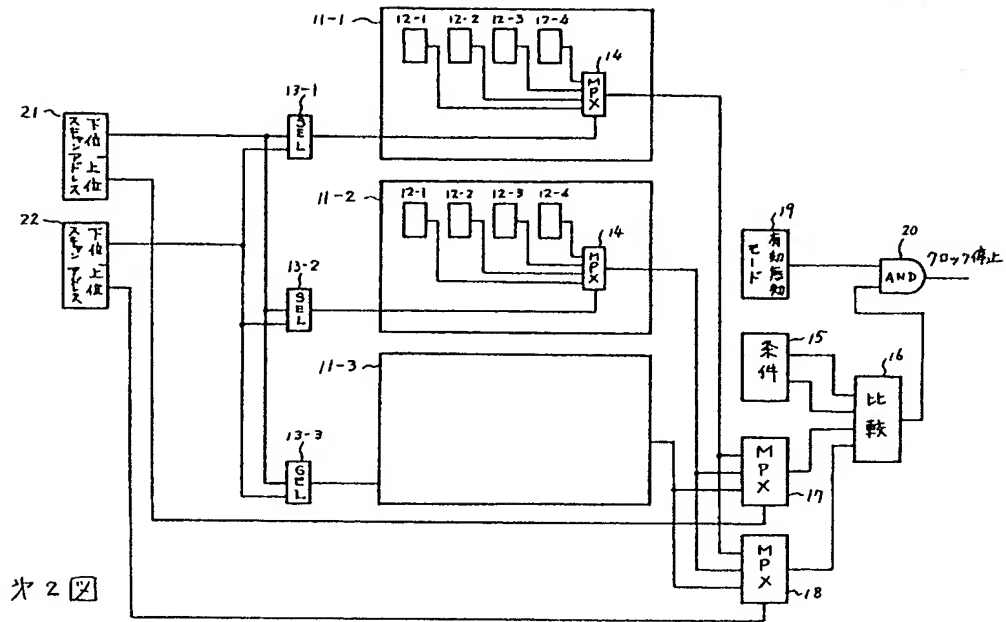 11-1
12-1 12-2 12-3 12-4
14
MPX
13-1
SEL
21
スキャンアドレス
下位
上位
22
スキャンアドレス
下位
上位
11-2
12-1 12-2 12-3 12-4
14
MPX
13-2
SEL
19
有効無効
モード
20
AND
クロック停止
15
条件
16
比較
11-3
13-3
SEL
MPX
17
MPX
18
第2図